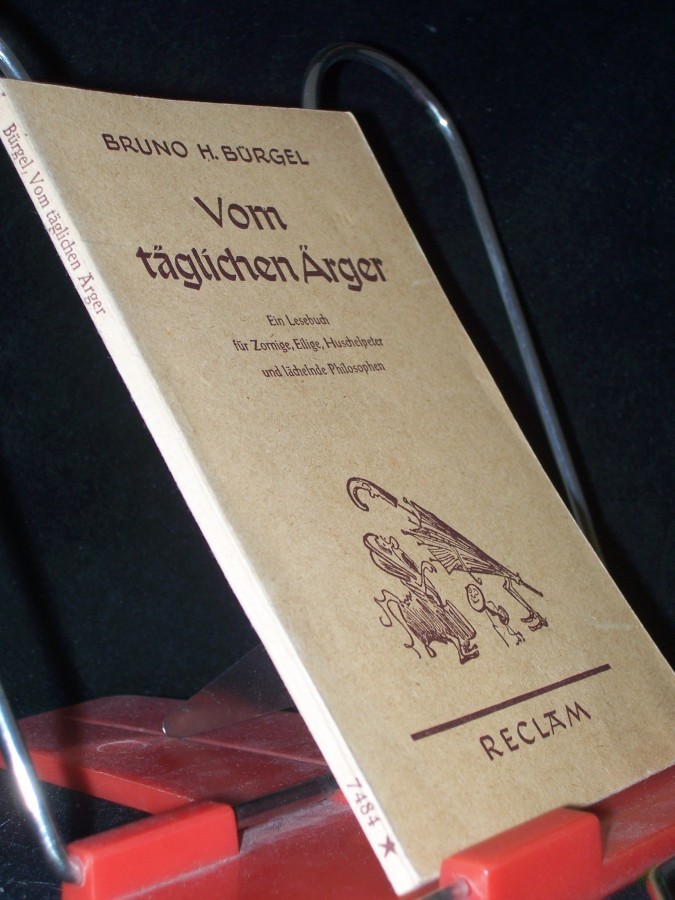 BRUNO H. BÜRGEL
Vom
täglichen Ärger
Ein Lesebuch
für Zornige, Eilige, Huschelpeter
und lächelnde Philosophen
RECLAM
Bürgel, Vom täglichen Ärger
7484 ★